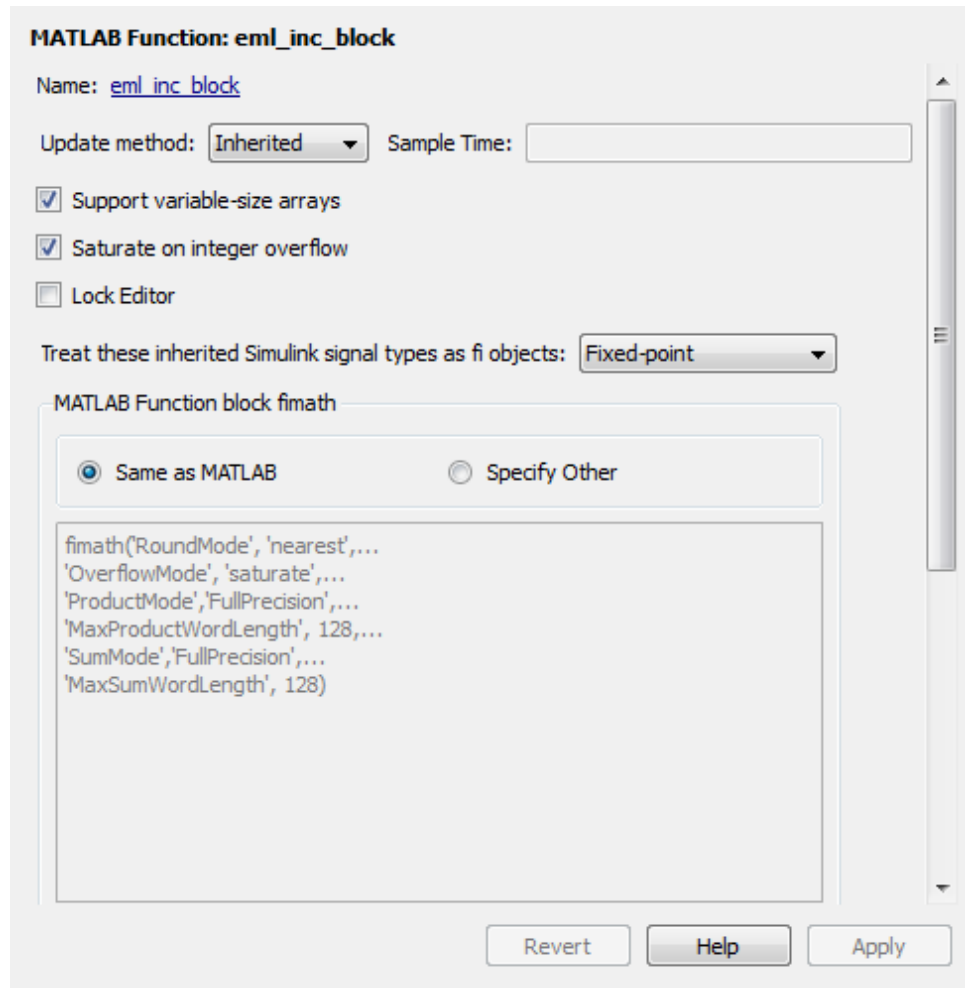 MATLAB Function: eml_inc_block
Name: eml_inc_block
Update method: Inherited Sample Time:
Support variable-size arrays
Saturate on integer overflow
Lock Editor
Treat these inherited Simulink signal types as fi objects: Fixed-point
MATLAB Function block fimath
Same as MATLAB Specify Other
fimath('RoundMode', 'nearest',...
'OverflowMode', 'saturate',...
'ProductMode','FullPrecision',...
'MaxProductWordLength', 128,...
'SumMode','FullPrecision',...
'MaxSumWordLength', 128)
Revert Help Apply